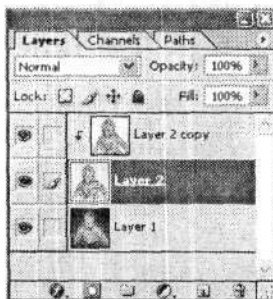 Layers Channels Paths
Normal Opacity: 100%
Lock: Fill: 100%
Layer 2 copy
Layer 2
Layer 1